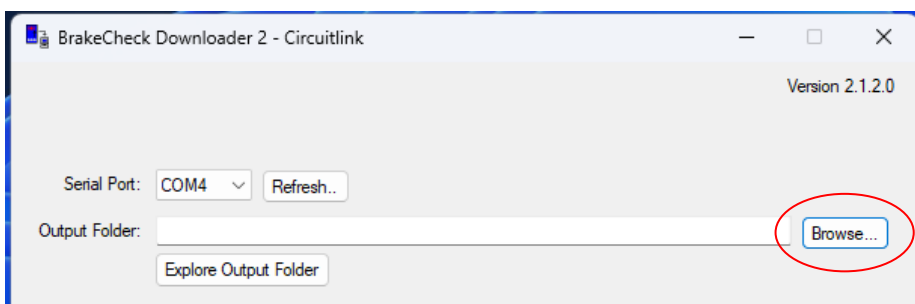 BrakeCheck Downloader 2 - Circuitlink
Version 2.1.2.0
Serial Port: COM4 Refresh..
Output Folder: Browse...
Explore Output Folder